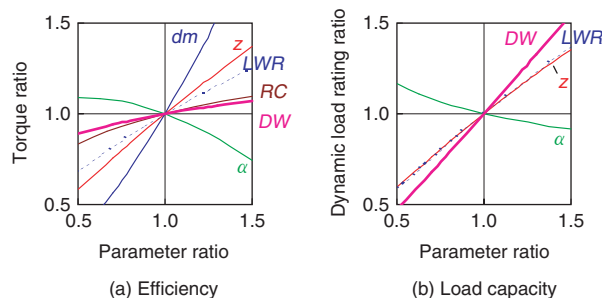 1.5
dm
z
LWR
RC
DW
α
1.0
0.5
0.5
1.0
1.5
Torque ratio
Parameter ratio
(a) Efficiency
1.5
DW
LWR
z
α
1.0
0.5
0.5
1.0
1.5
Dynamic load rating ratio
Parameter ratio
(b) Load capacity